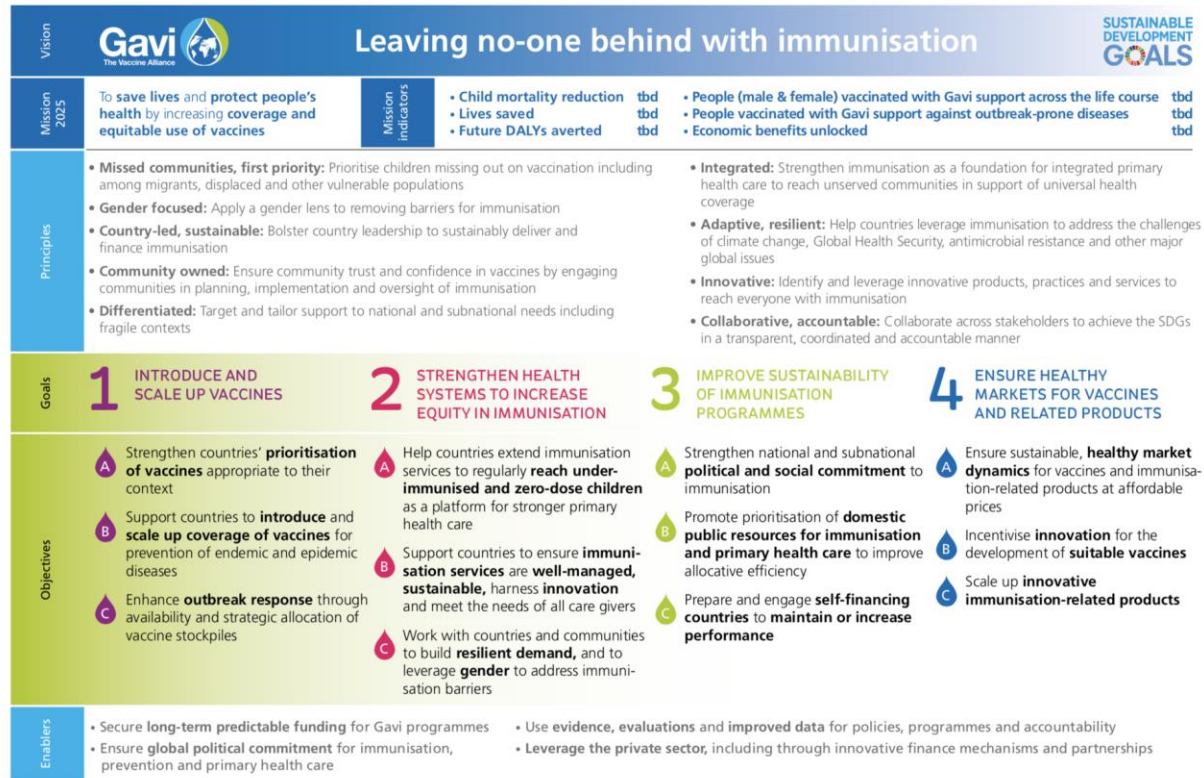 Vision
Gavi
The Vaccine Alliance
Leaving no-one behind with immunisation
SUSTAINABLE
DEVELOPMENT
GOALS
Mission
2025
To save lives and protect people's
health by increasing coverage and
equitable use of vaccines
Mission
indicators
• Child mortality reduction tbd
• Lives saved tbd
• Future DALYs averted tbd
• People (male & female) vaccinated with Gavi support across the life course tbd
• People vaccinated with Gavi support against outbreak-prone diseases tbd
• Economic benefits unlocked tbd
Principles
• Missed communities, first priority: Prioritise children missing out on vaccination including
among migrants, displaced and other vulnerable populations
• Gender focused: Apply a gender lens to removing barriers for immunisation
• Country-led, sustainable: Bolster country leadership to sustainably deliver and
finance immunisation
• Community owned: Ensure community trust and confidence in vaccines by engaging
communities in planning, implementation and oversight of immunisation
• Differentiated: Target and tailor support to national and subnational needs including
fragile contexts
• Integrated: Strengthen immunisation as a foundation for integrated primary
health care to reach unserved communities in support of universal health
coverage
• Adaptive, resilient: Help countries leverage immunisation to address the challenges
of climate change, Global Health Security, antimicrobial resistance and other major
global issues
• Innovative: Identify and leverage innovative products, practices and services to
reach everyone with immunisation
• Collaborative, accountable: Collaborate across stakeholders to achieve the SDGs
in a transparent, coordinated and accountable manner
Goals
1 INTRODUCE AND
SCALE UP VACCINES
2 STRENGTHEN HEALTH
SYSTEMS TO INCREASE
EQUITY IN IMMUNISATION
3 IMPROVE SUSTAINABILITY
OF IMMUNISATION
PROGRAMMES
4 ENSURE HEALTHY
MARKETS FOR VACCINES
AND RELATED PRODUCTS
Objectives
A Strengthen countries' prioritisation
of vaccines appropriate to their
context
B Support countries to introduce and
scale up coverage of vaccines for
prevention of endemic and epidemic
diseases
C Enhance outbreak response through
availability and strategic allocation of
vaccine stockpiles
A Help countries extend immunisation
services to regularly reach under-
immunised and zero-dose children
as a platform for stronger primary
health care
B Support countries to ensure immuni-
sation services are well-managed,
sustainable, harness innovation
and meet the needs of all care givers
C Work with countries and communities
to build resilient demand, and to
leverage gender to address immuni-
sation barriers
A Strengthen national and subnational
political and social commitment to
immunisation
B Promote prioritisation of domestic
public resources for immunisation
and primary health care to improve
allocative efficiency
C Prepare and engage self-financing
countries to maintain or increase
performance
A Ensure sustainable, healthy market
dynamics for vaccines and immunisa-
tion-related products at affordable
prices
B Incentivise innovation for the
development of suitable vaccines
C Scale up innovative
immunisation-related products
Enablers
• Secure long-term predictable funding for Gavi programmes
• Ensure global political commitment for immunisation,
prevention and primary health care
• Use evidence, evaluations and improved data for policies, programmes and accountability
• Leverage the private sector, including through innovative finance mechanisms and partnerships